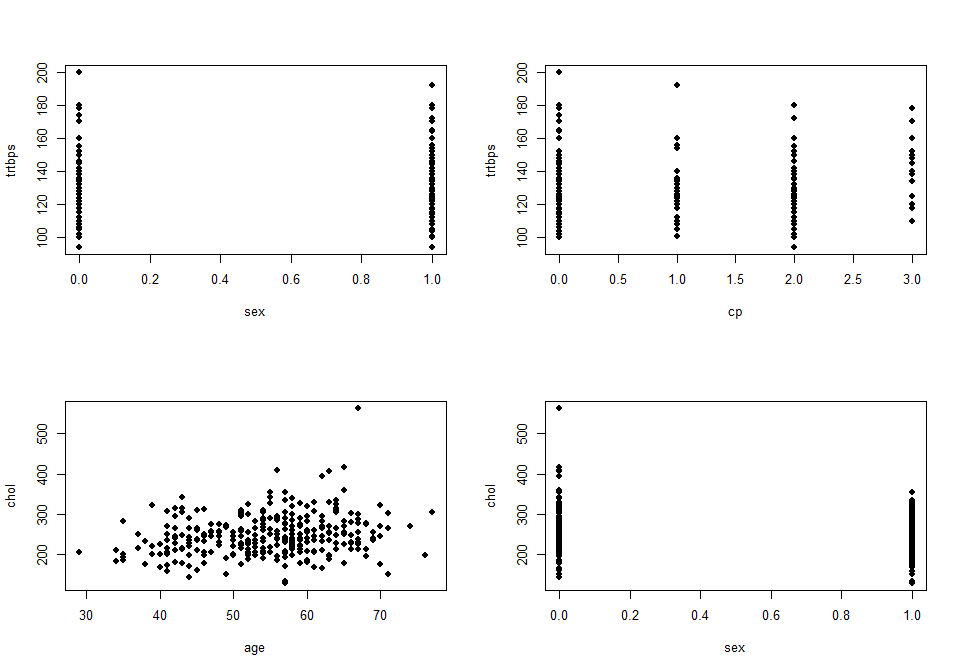 trtbps
100 120 140 160 180 200
0.0 0.2 0.4 0.6 0.8 1.0
sex
trtbps
100 120 140 160 180 200
0.0 0.5 1.0 1.5 2.0 2.5 3.0
cp
chol
200 300 400 500
30 40 50 60 70
age
chol
200 300 400 500
0.0 0.2 0.4 0.6 0.8 1.0
sex